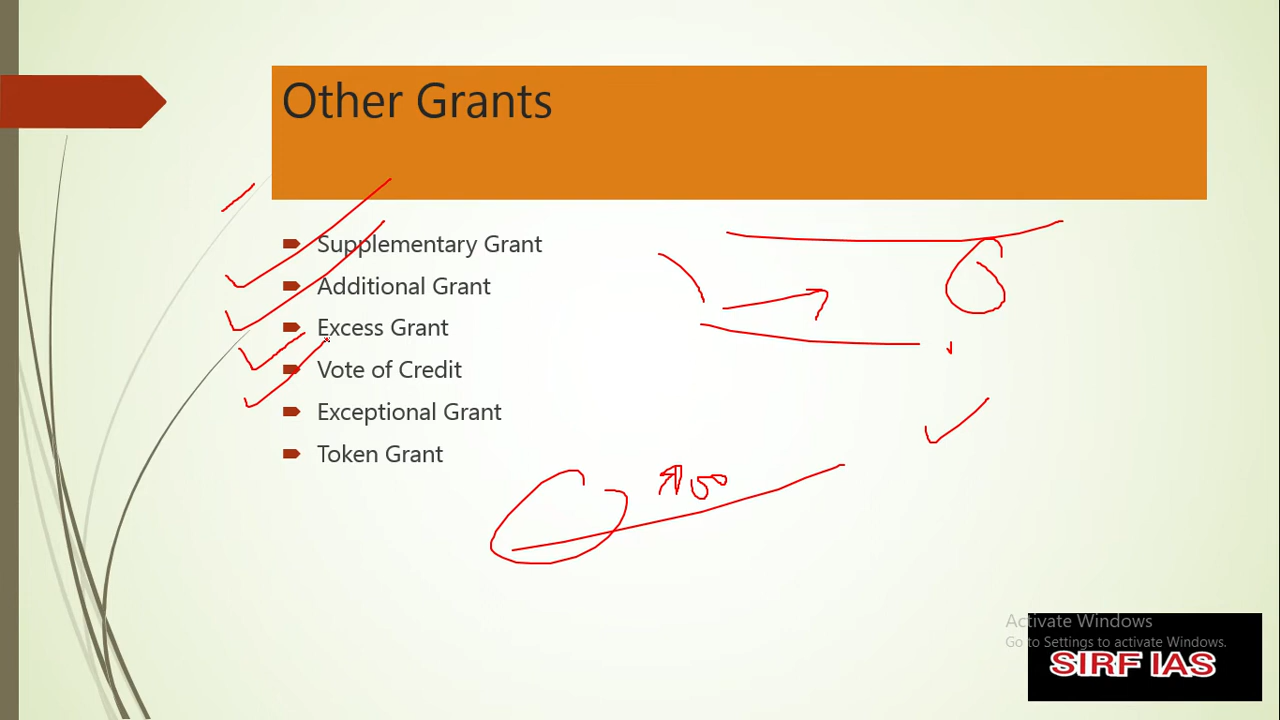 Other Grants
Supplementary Grant
Additional Grant
Excess Grant
Vote of Credit
Exceptional Grant
Token Grant
Activate Windows
Go to Settings to activate Windows.
SIRF IAS